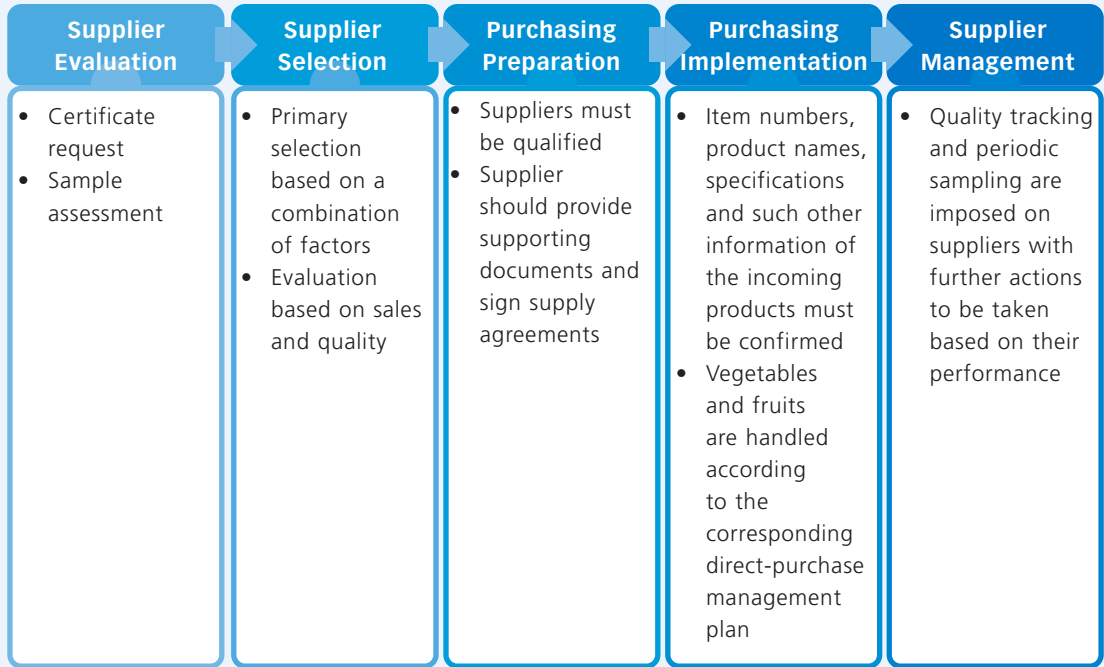 Supplier
Evaluation
Supplier
Selection
Purchasing
Preparation
Purchasing
Implementation
Supplier
Management
• Certificate
request
• Sample
assessment
• Primary
selection
based on a
combination
of factors
• Evaluation
based on sales
and quality
• Suppliers must
be qualified
• Supplier
should provide
supporting
documents and
sign supply
agreements
• Item numbers,
product names,
specifications
and such other
information of
the incoming
products must
be confirmed
• Vegetables
and fruits
are handled
according
to the
corresponding
direct-purchase
management
plan
• Quality tracking
and periodic
sampling are
imposed on
suppliers with
further actions
to be taken
based on their
performance